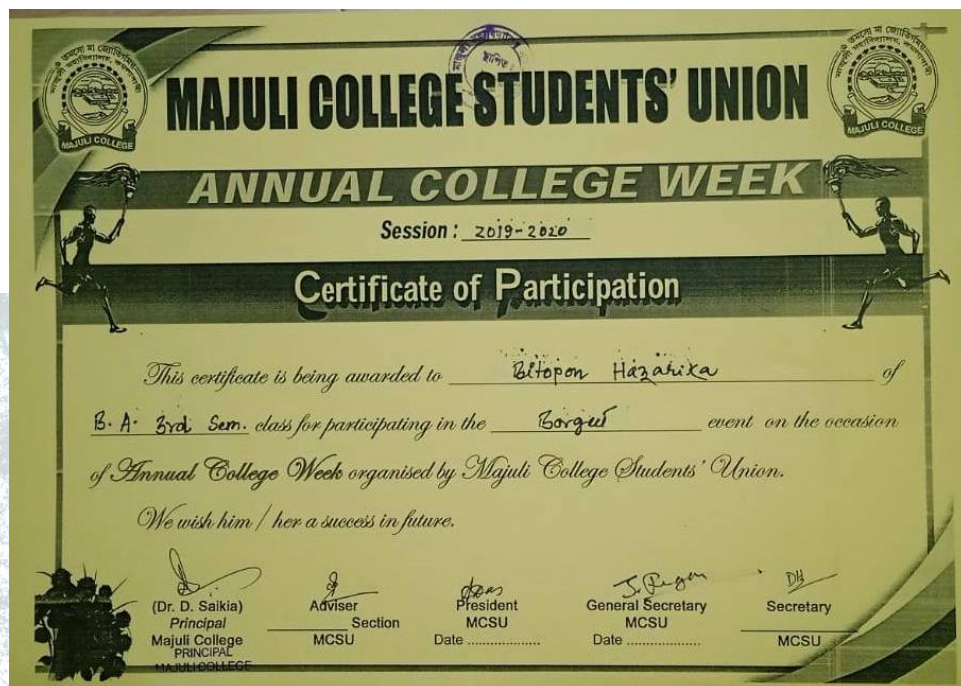 MAJULI COLLEGE
MAJULI COLLEGE
MAJULI COLLEGE STUDENTS' UNION
ANNUAL COLLEGE WEEK
Session : 2019-2020
Certificate of Participation
This certificate is being awarded to Bitopon Hazarika of
B. A. 3rd Sem. class for participating in the Borgeet event on the occasion
of Annual College Week organised by Majuli College Students' Union.
We wish him / her a success in future.
(Dr. D. Saikia) Adviser President General Secretary Secretary
Principal Section MCSU MCSU
Majuli College MCSU Date .................. Date .................. MCSU
PRINCIPAL
MAJULI COLLEGE